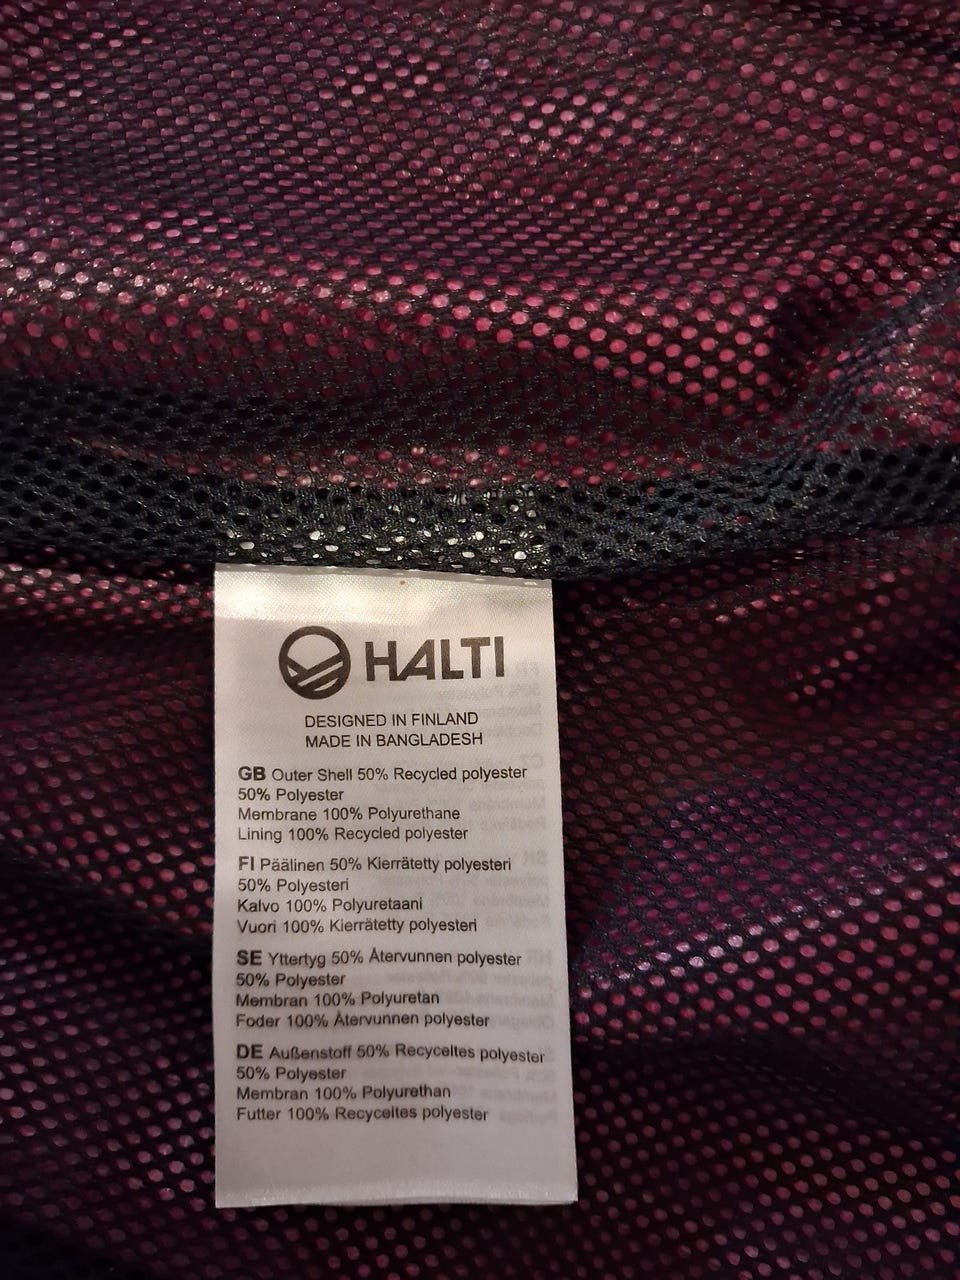 HALTI
DESIGNED IN FINLAND
MADE IN BANGLADESH
GB Outer Shell 50% Recycled polyester
50% Polyester
Membrane 100% Polyurethane
Lining 100% Recycled polyester
FI Päälinen 50% Kierrätetty polyesteri
50% Polyesteri
Kalvo 100% Polyuretaani
Vuori 100% Kierrätetty polyesteri
SE Yttertyg 50% Återvunnen polyester
50% Polyester
Membran 100% Polyuretan
Foder 100% Återvunnen polyester
DE Außenstoff 50% Recyceltes polyester
50% Polyester
Membran 100% Polyurethan
Futter 100% Recyceltes polyester